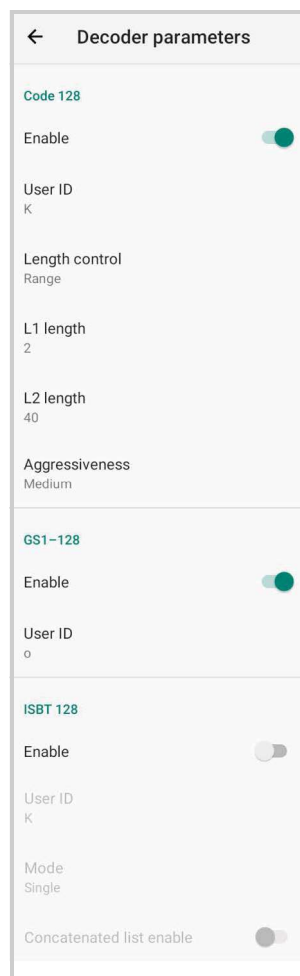 Decoder parameters
Code 128
Enable
User ID
K
Length control
Range
L1 length
2
L2 length
40
Aggressiveness
Medium
GS1–128
Enable
User ID
o
ISBT 128
Enable
User ID
K
Mode
Single
Concatenated list enable